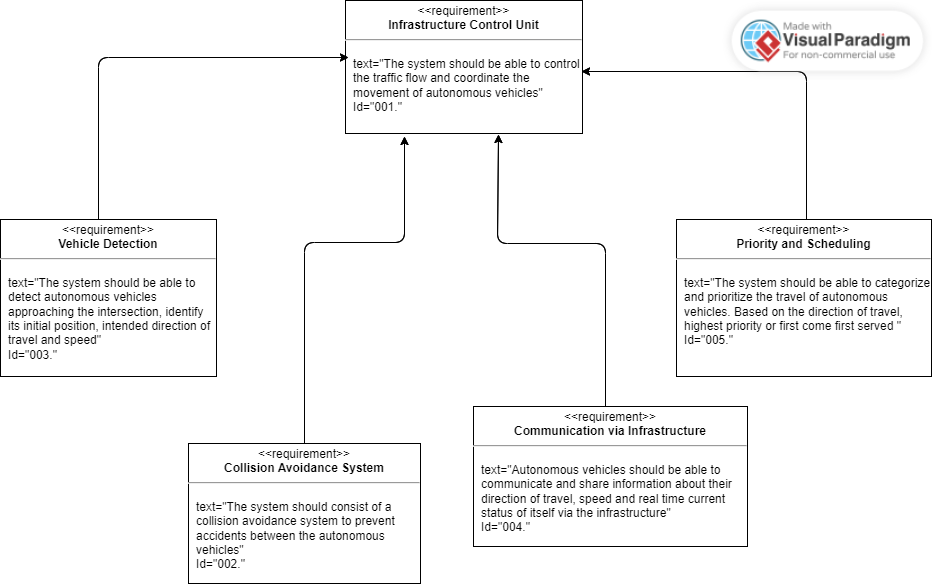 <<requirement>>
Infrastructure Control Unit
text="The system should be able to control
the traffic flow and coordinate the
movement of autonomous vehicles"
Id="001."
Made with
VisualParadigm
For non-commercial use
<<requirement>>
Vehicle Detection
text="The system should be able to
detect autonomous vehicles
approaching the intersection, identify
its initial position, intended direction of
travel and speed"
Id="003."
<<requirement>>
Priority and Scheduling
text="The system should be able to categorize
and prioritize the travel of autonomous
vehicles. Based on the direction of travel,
highest priority or first come first served "
Id="005."
<<requirement>>
Collision Avoidance System
text="The system should consist of a
collision avoidance system to prevent
accidents between the autonomous
vehicles"
Id="002."
<<requirement>>
Communication via Infrastructure
text="Autonomous vehicles should be able to
communicate and share information about their
direction of travel, speed and real time current
status of itself via the infrastructure"
Id="004."